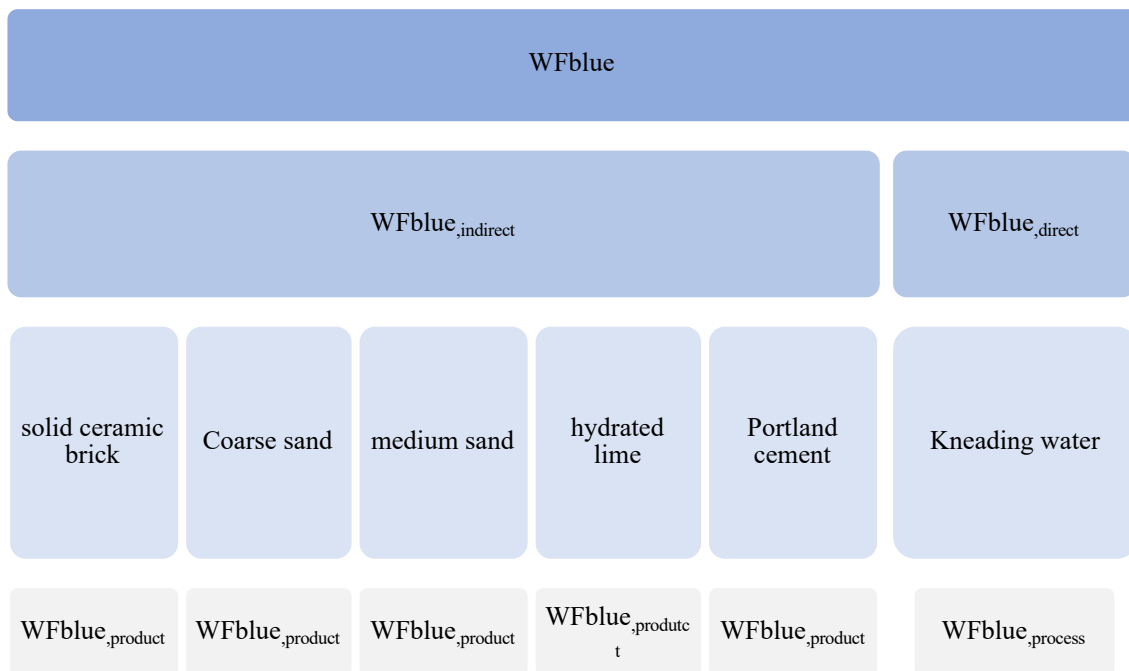 WFblue
WFblue,indirect
WFblue,direct
solid ceramic
brick
Coarse sand
medium sand
hydrated
lime
Portland
cement
Kneading water
WFblue,product
WFblue,product
WFblue,product
WFblue,produtc
t
WFblue,product
WFblue,process